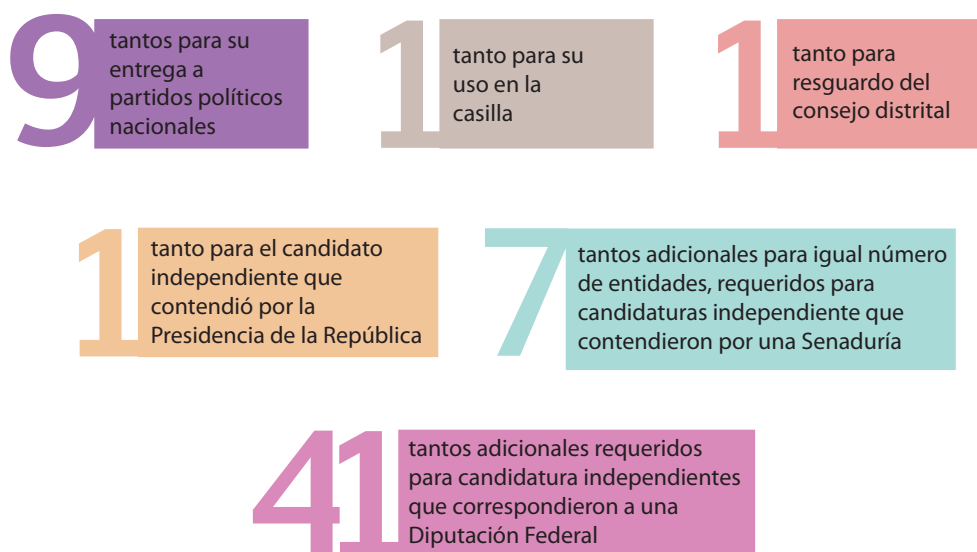 9
tantos para su
entrega a
partidos políticos
nacionales
1
tanto para su
uso en la
casilla
1
tanto para
resguardo del
consejo distrital
1
tanto para el candidato
independiente que
contendió por la
Presidencia de la República
7
tantos adicionales para igual número
de entidades, requeridos para
candidaturas independiente que
contendieron por una Senaduría
41
tantos adicionales requeridos
para candidatura independientes
que correspondieron a una
Diputación Federal